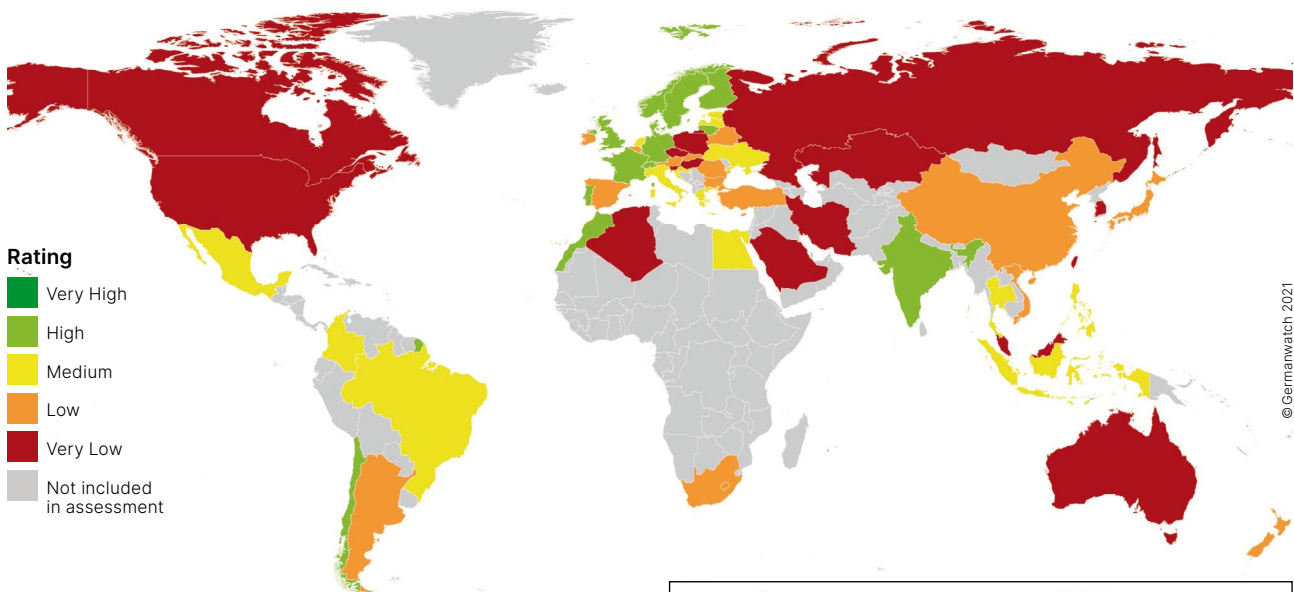 Rating
Very High
High
Medium
Low
Very Low
Not included
in assessment
© Germanwatch 2021